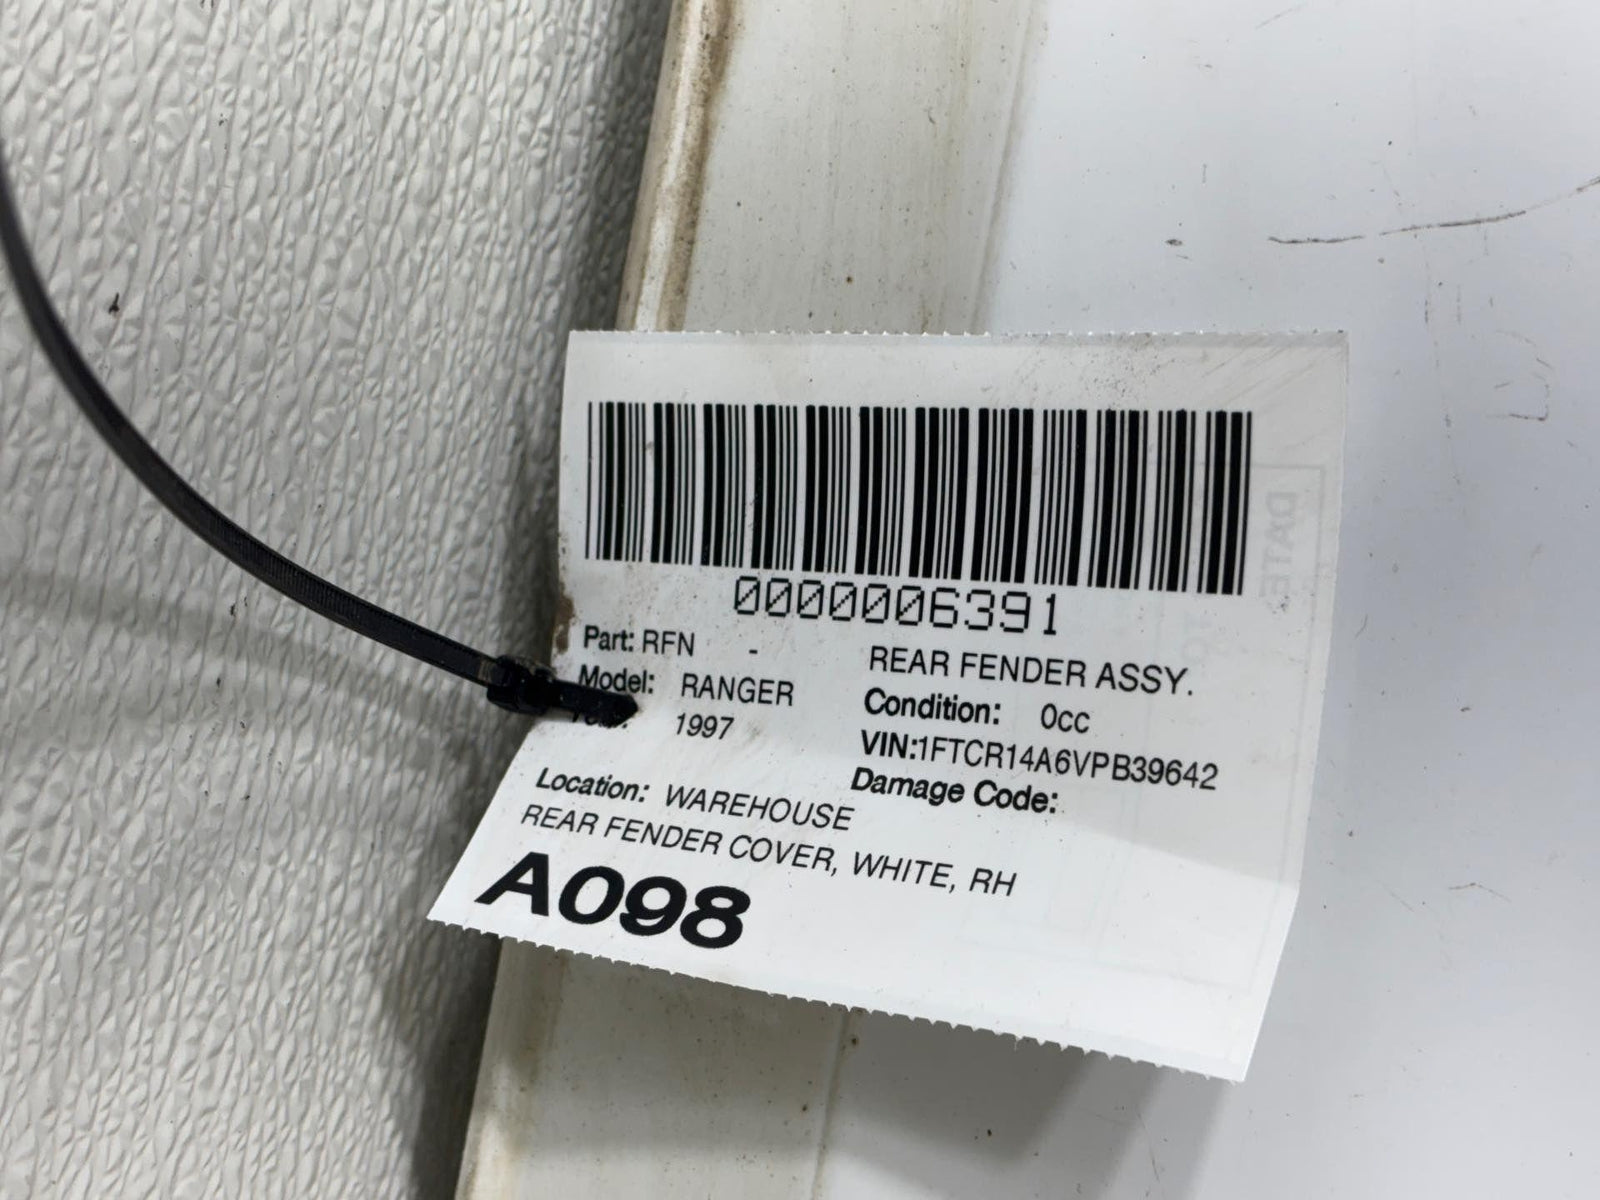 0000006391
Part: RFN - REAR FENDER ASSY.
Model: RANGER Condition: 0cc
1997 VIN:1FTCR14A6VPB39642
Damage Code:
Location: WAREHOUSE
REAR FENDER COVER, WHITE, RH
A098
DATE